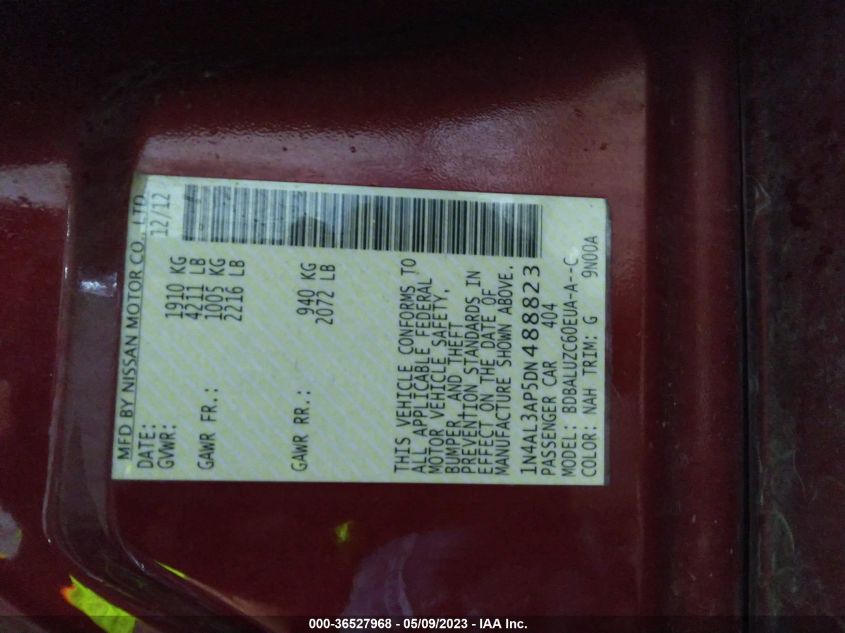 MFD BY NISSAN MOTOR CO., LTD.
DATE: 12/12
GVWR: 1910 KG
4211 LB
GAWR FR.: 1005 KG
2216 LB
GAWR RR.: 940 KG
2072 LB
THIS VEHICLE CONFORMS TO
ALL APPLICABLE FEDERAL
MOTOR VEHICLE SAFETY,
BUMPER, AND THEFT
PREVENTION STANDARDS IN
EFFECT ON THE DATE OF
MANUFACTURE SHOWN ABOVE.
1N4AL3AP5DN488823
PASSENGER CAR 404
MODEL: BDBALUZC60EUA-A--C
COLOR: NAH TRIM: G 9N00A
000-36527968 - 05/09/2023 - IAA Inc.